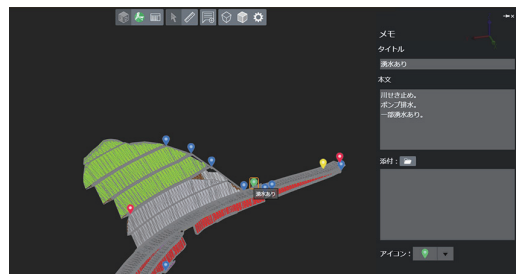 メモ
タイトル
湧水あり
本文
川せき止め。
ポンプ排水。
一部湧水あり。
添付：
湧水あり
アイコン：